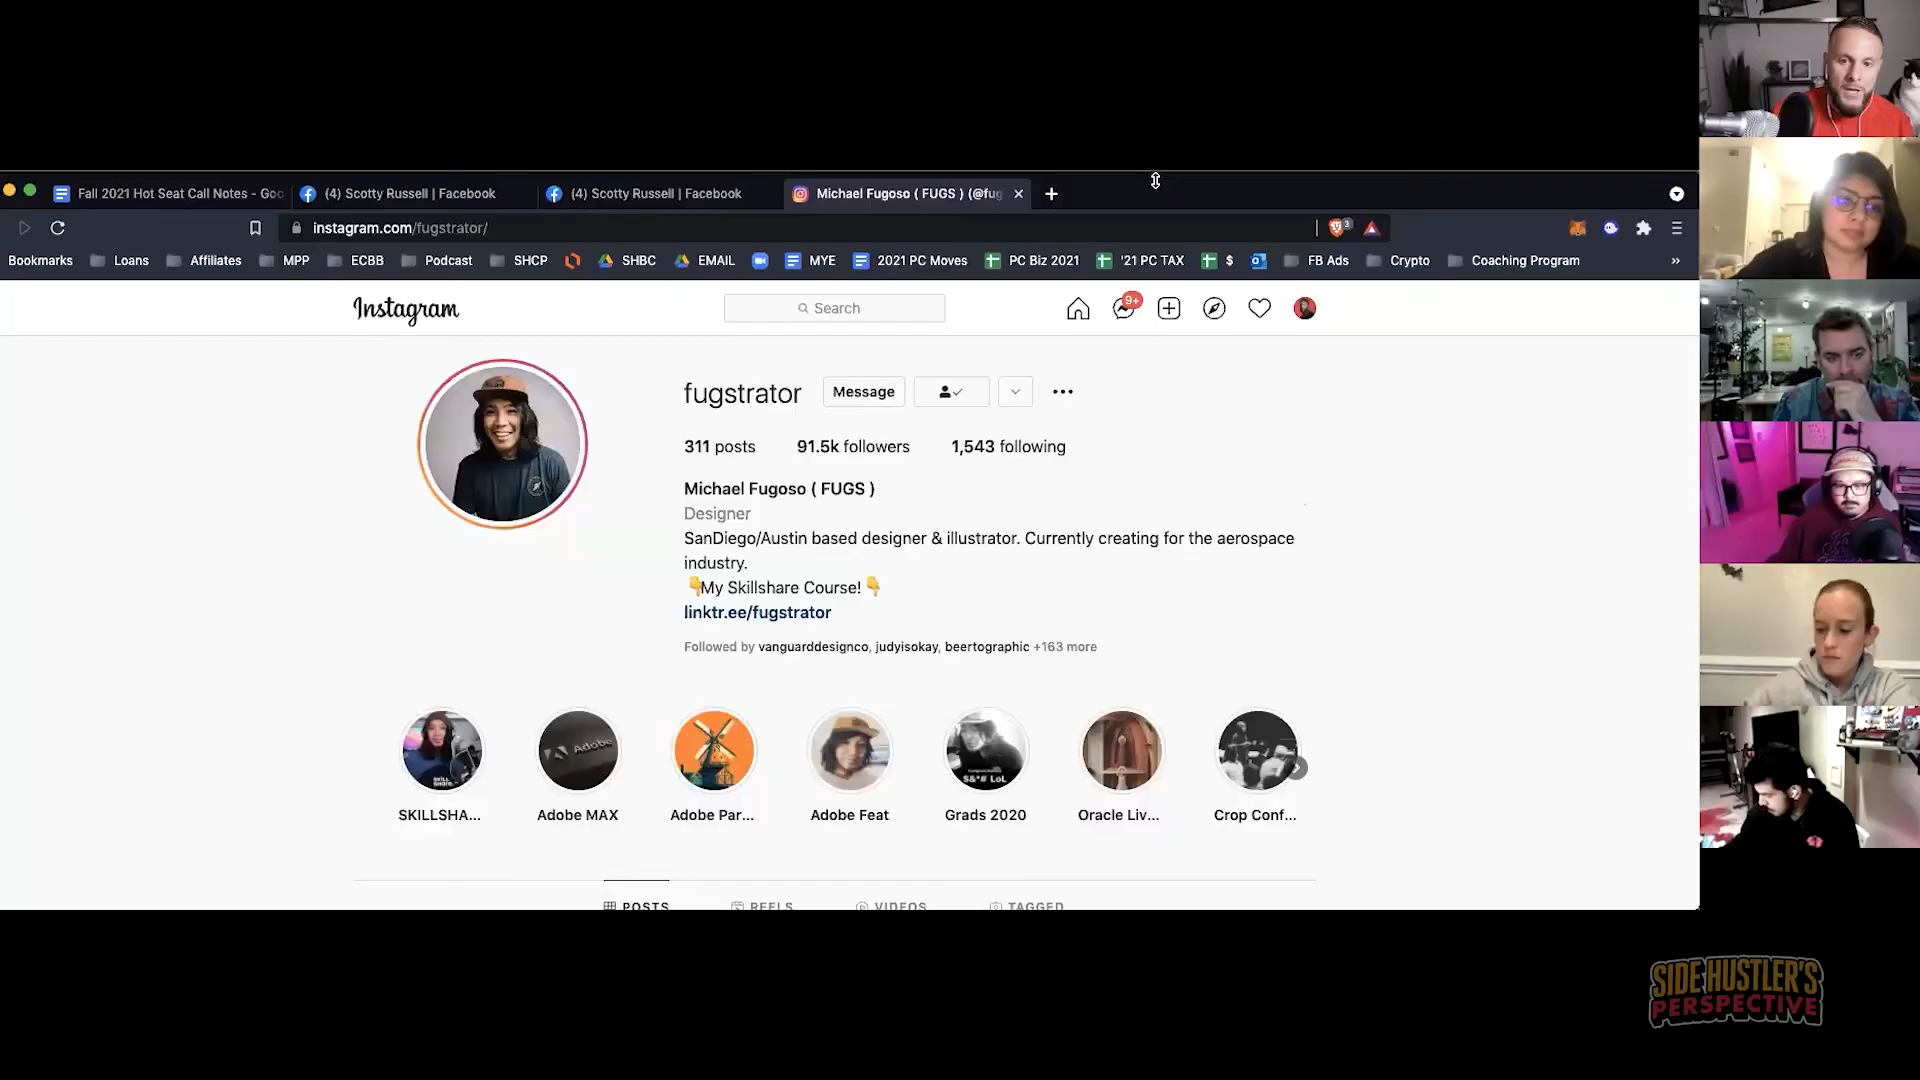 Fall 2021 Hot Seat Call Notes - Goo
(4) Scotty Russell | Facebook
(4) Scotty Russell | Facebook
Michael Fugoso ( FUGS ) (@fug
instagram.com/fugstrator/
3
Bookmarks Loans Affiliates MPP ECBB Podcast SHCP SHBC EMAIL MYE 2021 PC Moves PC Biz 2021 '21 PC TAX $ FB Ads Crypto Coaching Program »
Instagram
Search
9+
fugstrator
Message
311 posts 91.5k followers 1,543 following
Michael Fugoso ( FUGS )
Designer
SanDiego/Austin based designer & illustrator. Currently creating for the aerospace
industry.
👇My Skillshare Course!👇
linktr.ee/fugstrator
Followed by vanguarddesignco, judyisokay, beertographic +163 more
Adobe
S&*# LoL
SKILLSHA... Adobe MAX Adobe Par... Adobe Feat Grads 2020 Oracle Liv... Crop Conf...
POSTS REELS VIDEOS TAGGED
SIDE HUSTLER'S
PERSPECTIVE